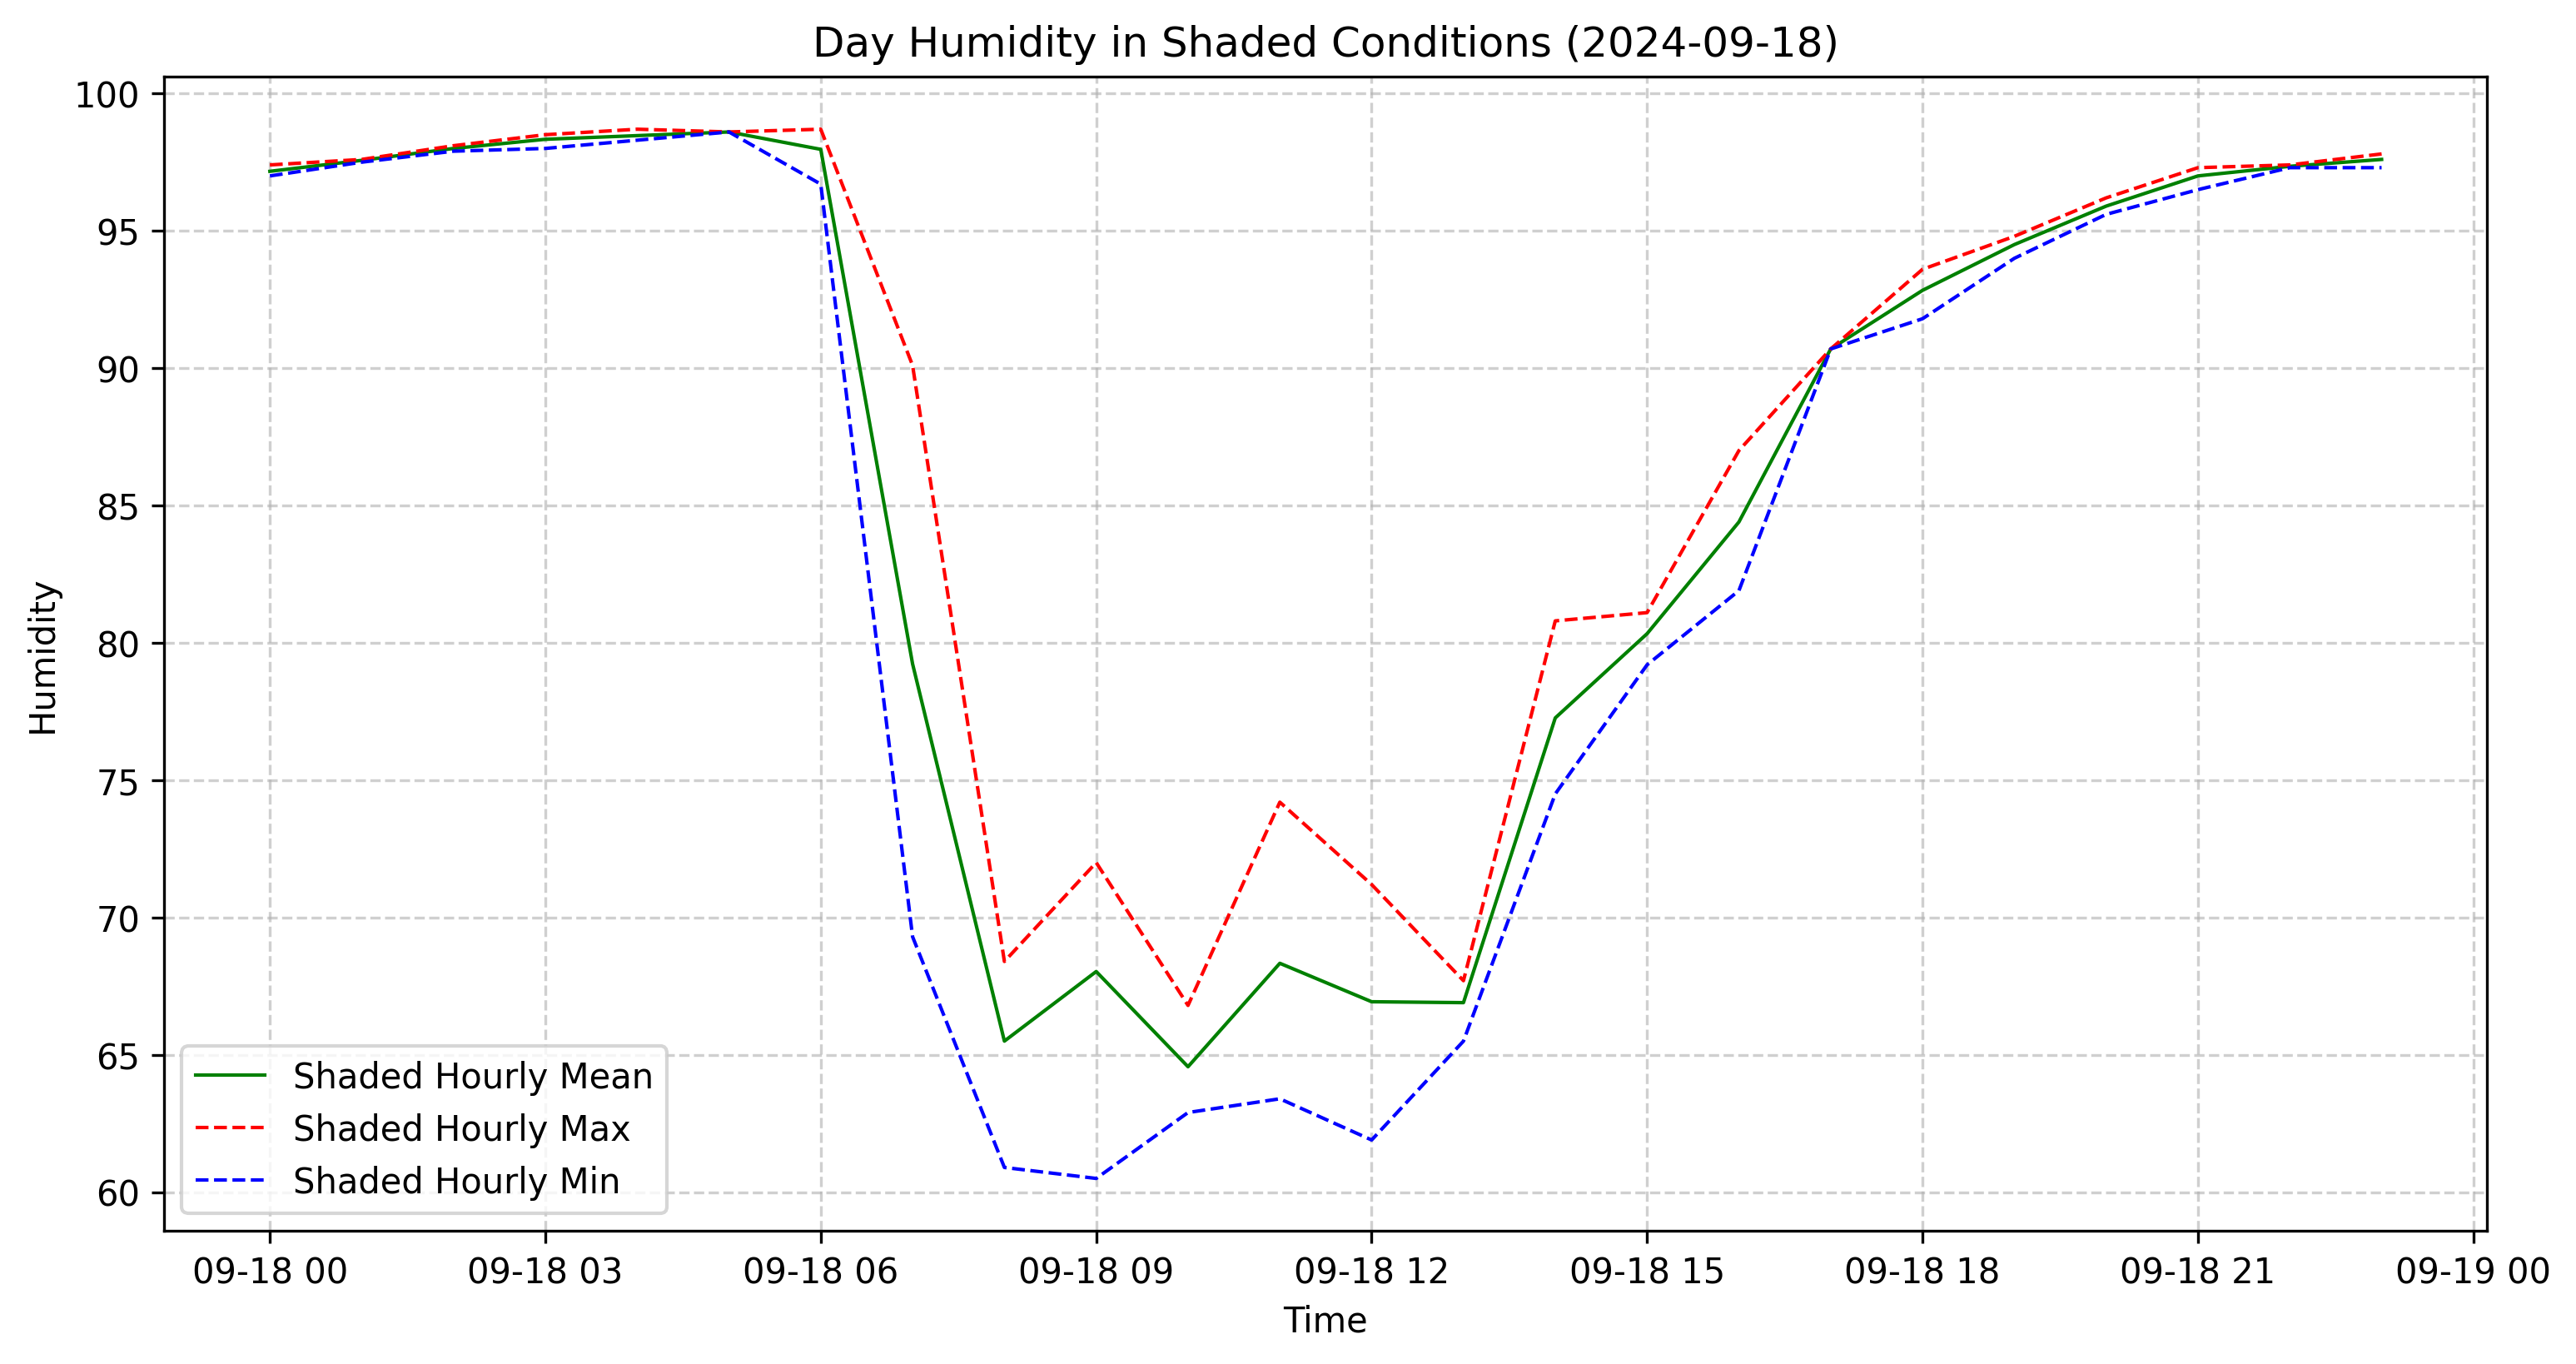 Day Humidity in Shaded Conditions (2024-09-18)
100
95
90
85
80
75
70
65
60
Humidity
Shaded Hourly Mean
Shaded Hourly Max
Shaded Hourly Min
09-18 00 09-18 03 09-18 06 09-18 09 09-18 12 09-18 15 09-18 18 09-18 21 09-19 00
Time